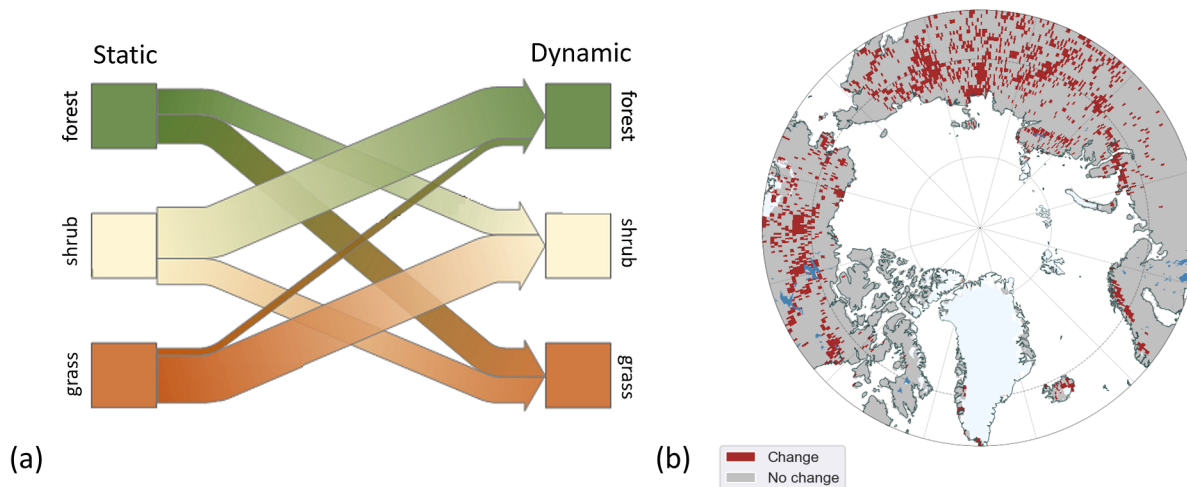 Static
Dynamic
forest
forest
shrub
shrub
grass
grass
(a)
(b)
Change
No change